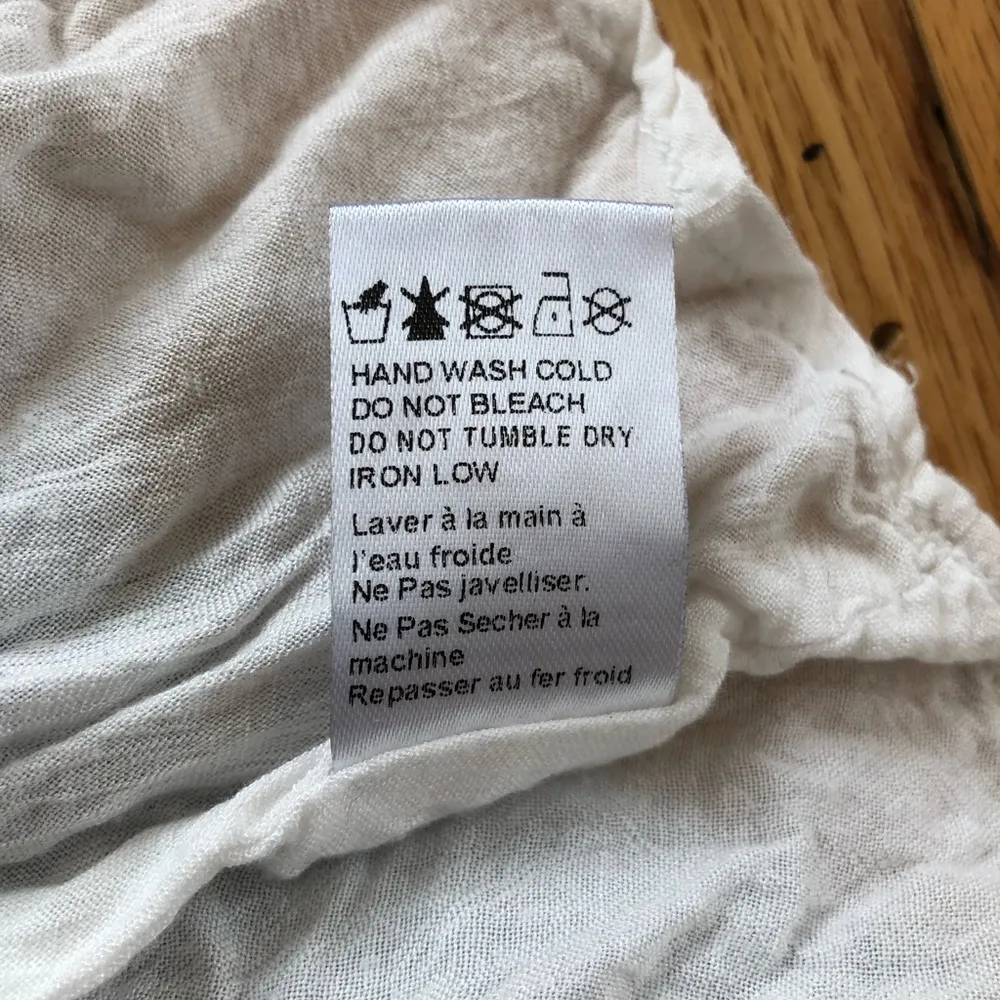 HAND WASH COLD
DO NOT BLEACH
DO NOT TUMBLE DRY
IRON LOW
Laver à la main à
l'eau froide
Ne Pas javelliser.
Ne Pas Secher à la
machine
Repasser au fer froid